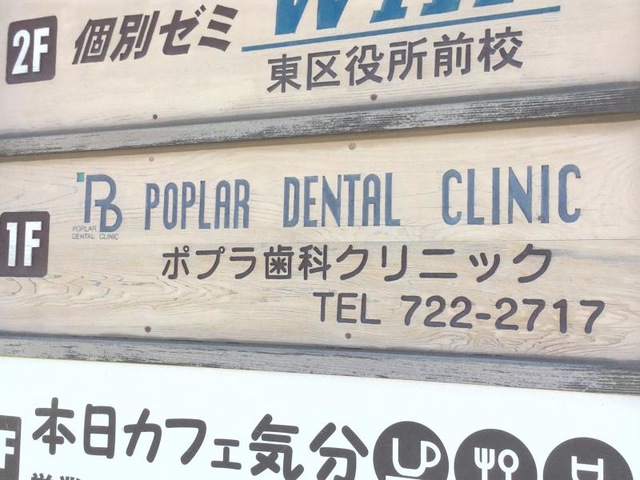 2F 個別ゼミ
東区役所前校
1F POPLAR DENTAL CLINIC
POPLAR
DENTAL CLINIC
ポプラ歯科クリニック
TEL 722-2717
本日カフェ気分